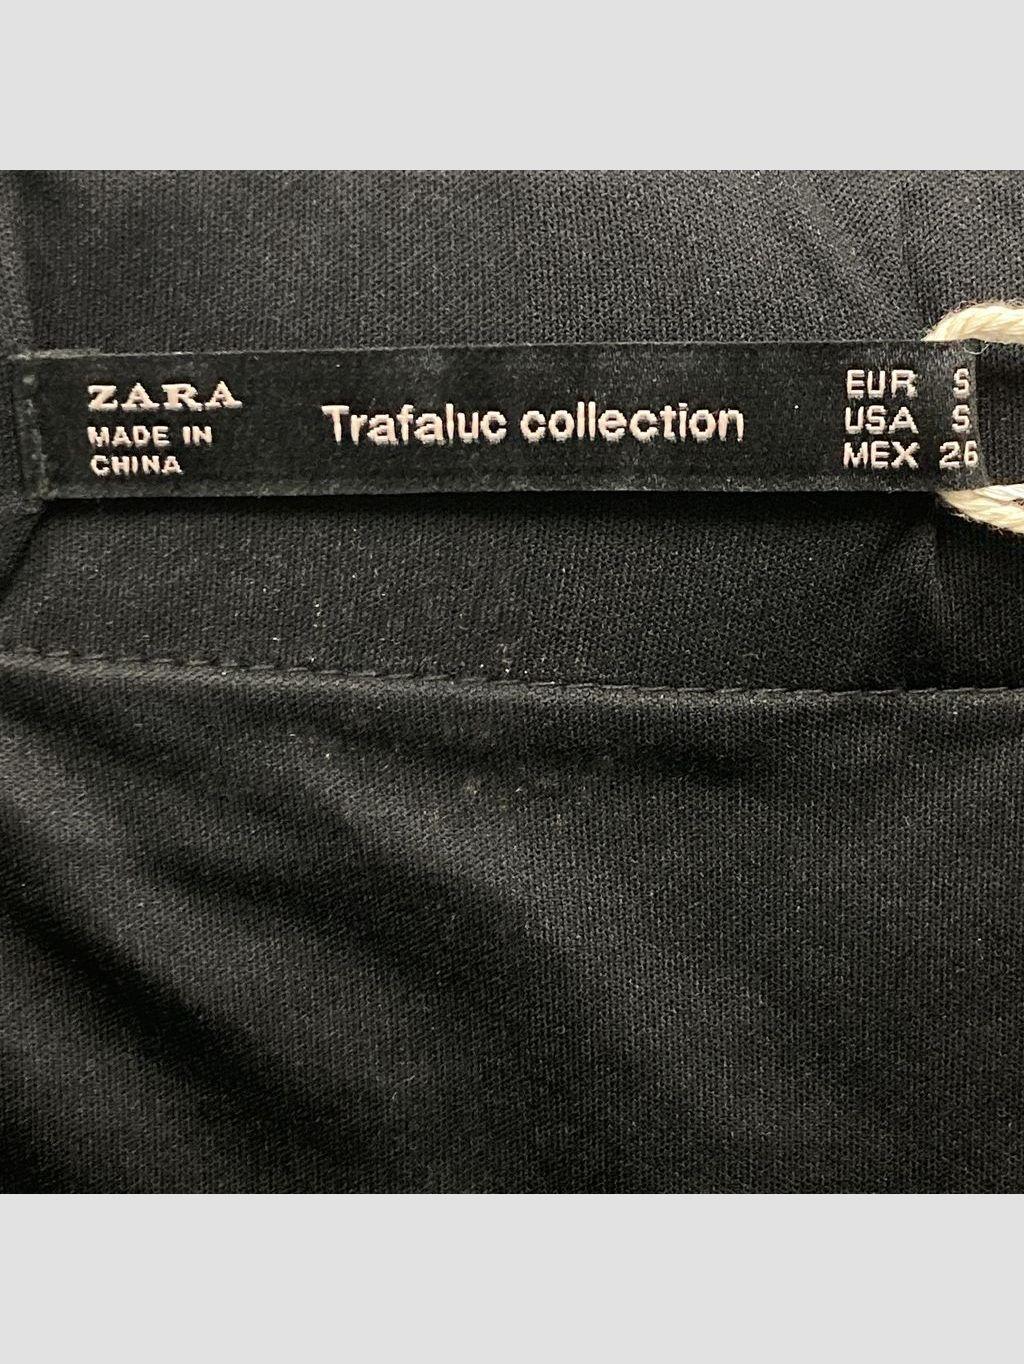 ZARA
MADE IN
CHINA
Trafaluc collection
EUR S
USA S
MEX 26